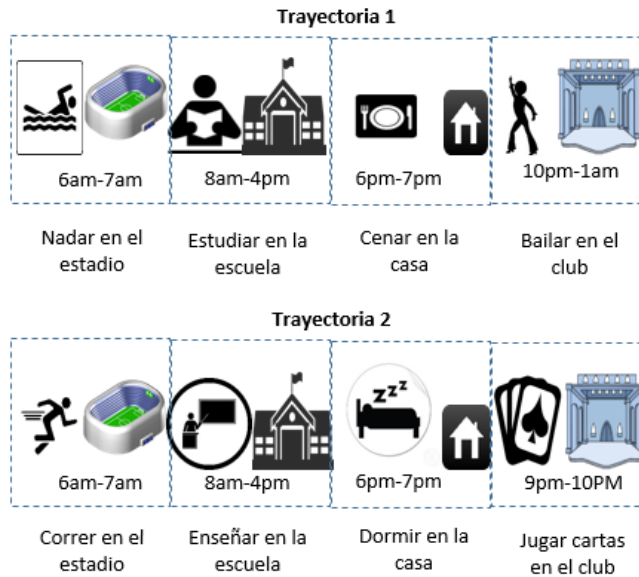 Trayectoria 1
6am-7am
8am-4pm
6pm-7pm
10pm-1am
Nadar en el
estadio
Estudiar en la
escuela
Cenar en la
casa
Bailar en el
club
Trayectoria 2
zzz
6am-7am
8am-4pm
6pm-7pm
9pm-10PM
Correr en el
estadio
Enseñar en la
escuela
Dormir en la
casa
Jugar cartas
en el club